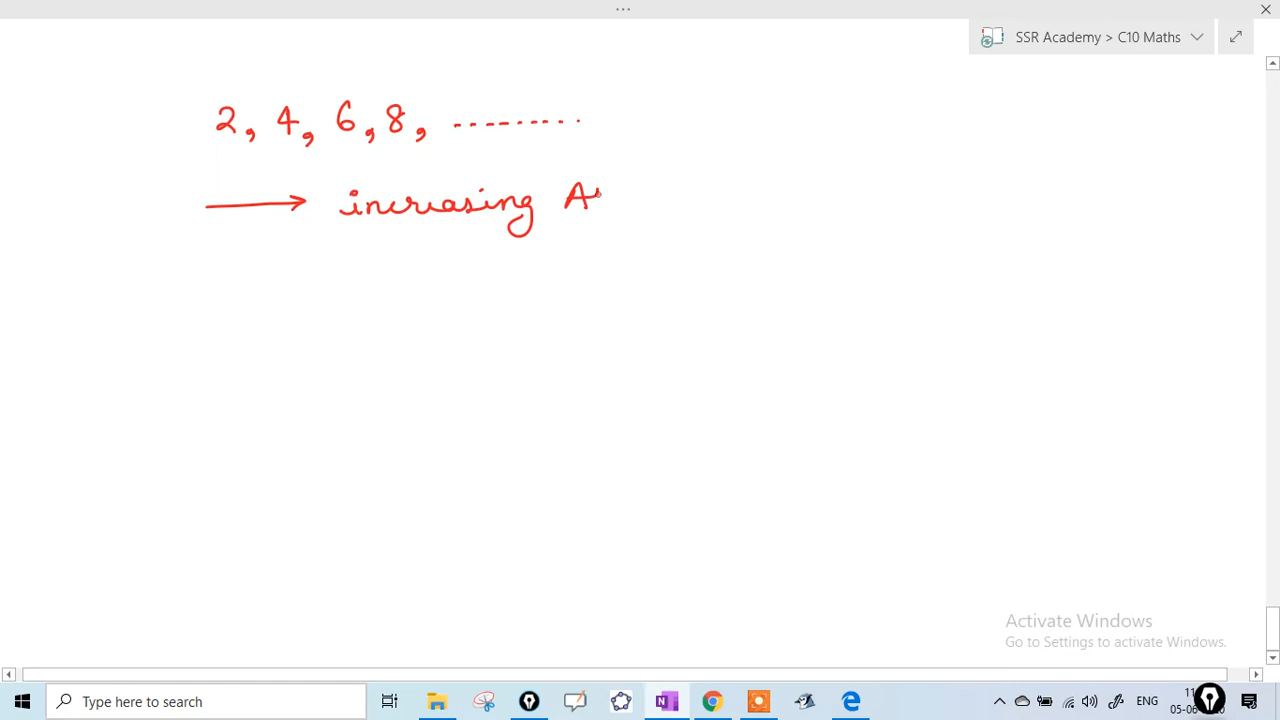 SSR Academy > C10 Maths
2, 4, 6, 8, ..........
→ increasing A
Activate Windows
Go to Settings to activate Windows.
Type here to search
ENG